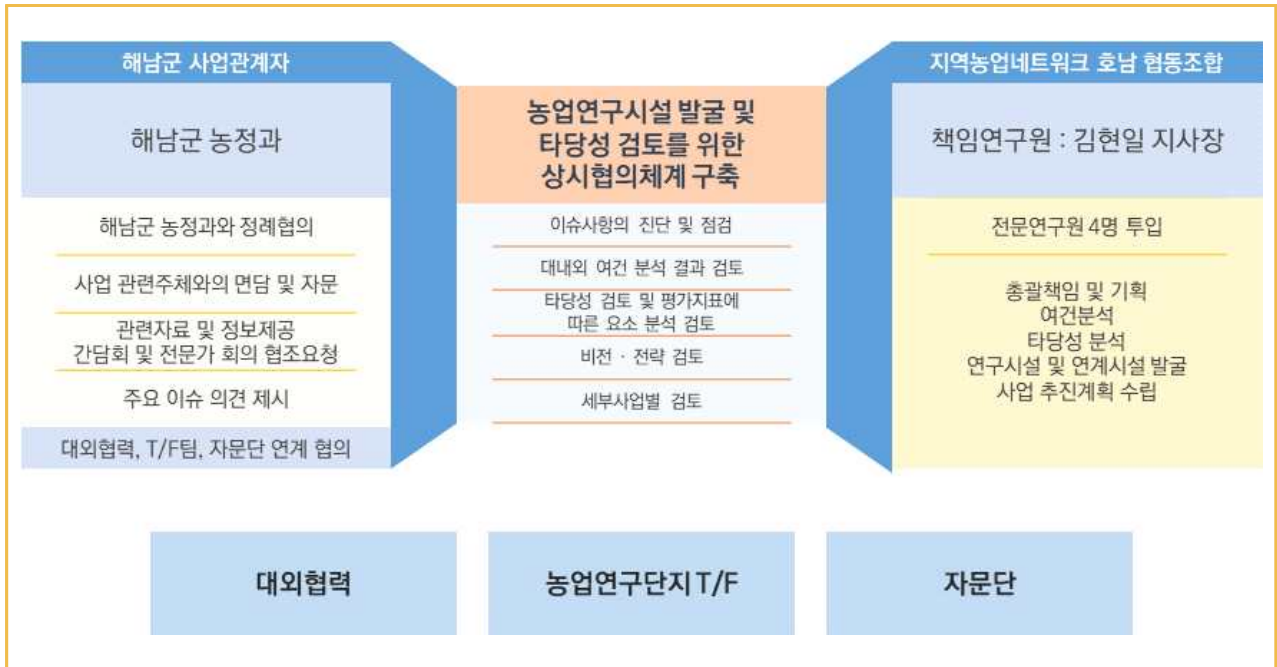 해남군 사업관계자
해남군 농정과
해남군 농정과와 정례협의
사업 관련주체와의 면담 및 자문
관련자료 및 정보제공
간담회 및 전문가 회의 협조요청
주요 이슈 의견 제시
대외협력, T/F팀, 자문단 연계 협의
농업연구시설 발굴 및
타당성 검토를 위한
상시협의체계 구축
이슈사항의 진단 및 점검
대내외 여건 분석 결과 검토
타당성 검토 및 평가지표에
따른 요소 분석 검토
비전 · 전략 검토
세부사업별 검토
지역농업네트워크 호남 협동조합
책임연구원 : 김현일 지사장
전문연구원 4명 투입
총괄책임 및 기획
여건분석
타당성 분석
연구시설 및 연계시설 발굴
사업 추진계획 수립
대외협력
농업연구단지 T/F
자문단